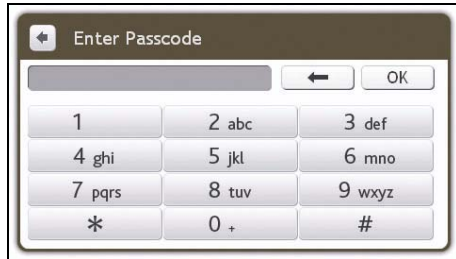 Enter Passcode
OK
1 2 abc 3 def
4 ghi 5 jkl 6 mno
7 pqrs 8 tuv 9 wxyz
* 0 + #